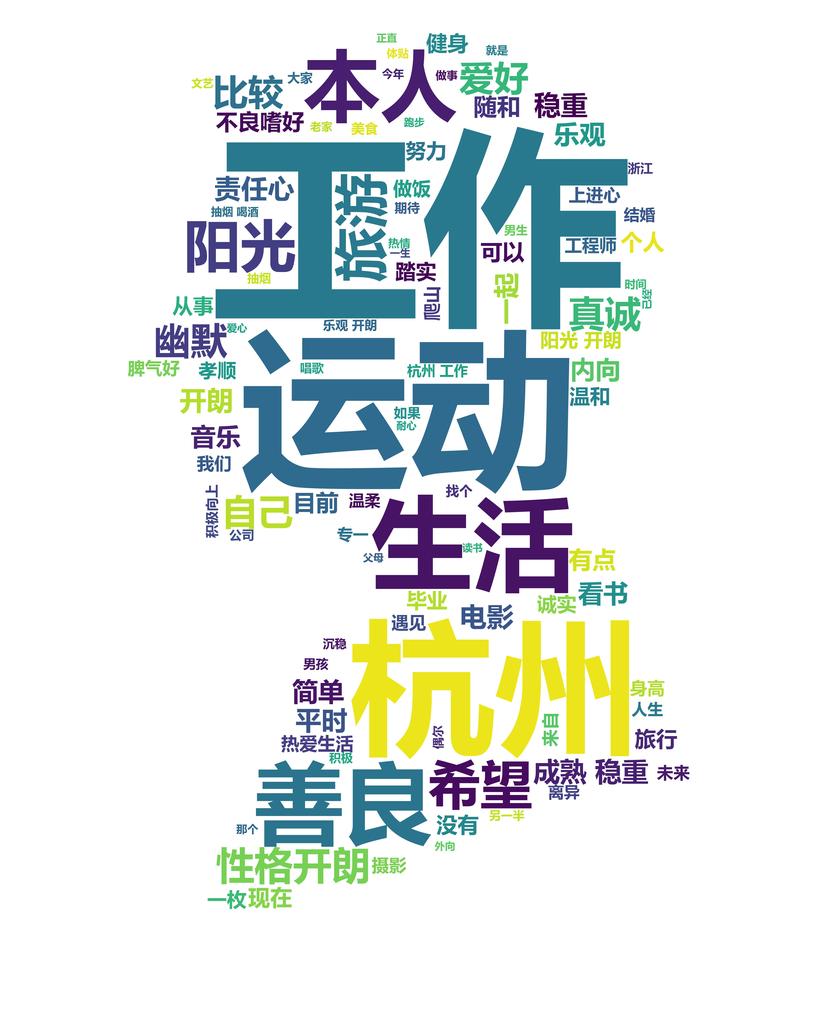 正直
体贴
健身
就是
文艺
比较
大家
本人
今年
做事
爱好
不良嗜好
老家
美食
跑步
随和
稳重
乐观
工作
努力
责任心
旅游
做饭
期待
抽烟 喝酒
浙江
上进心
结婚
阳光
热情
一生
男生
可以
工程师
个人
抽烟
踏实
爬山
一起
时间
已经
从事
真诚
幽默
爱心
乐观 开朗
阳光 开朗
脾气好
孝顺
唱歌
杭州 工作
内向
运动
开朗
如果
耐心
温和
音乐
我们
积极向上
自己
目前
温柔
找个
公司
专一
父母
生活
读书
有点
毕业
遇见
电影
诚实
看书
沉稳
男孩
杭州
简单
身高
人生
平时
偶尔
来自
热爱生活
旅行
积极
善良
希望
成熟 稳重
未来
离异
那个
没有
另一半
外向
性格开朗
摄影
一枚
现在